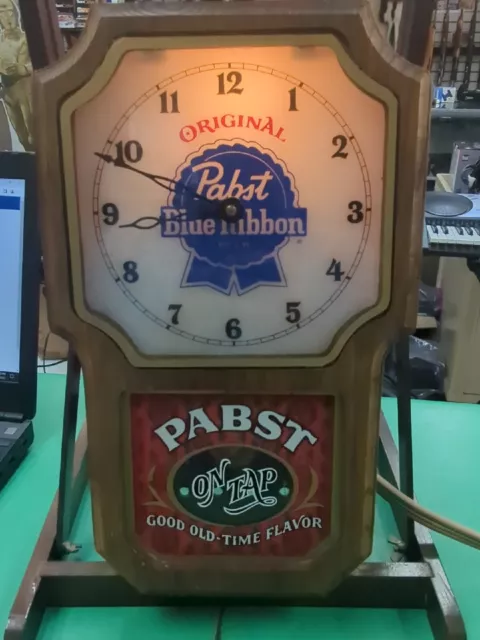 12
11
1
ORIGINAL
10
2
Pabst
9
Blue Ribbon
3
BEER
8
4
7
5
6
PABST
ON TAP
GOOD OLD-TIME FLAVOR